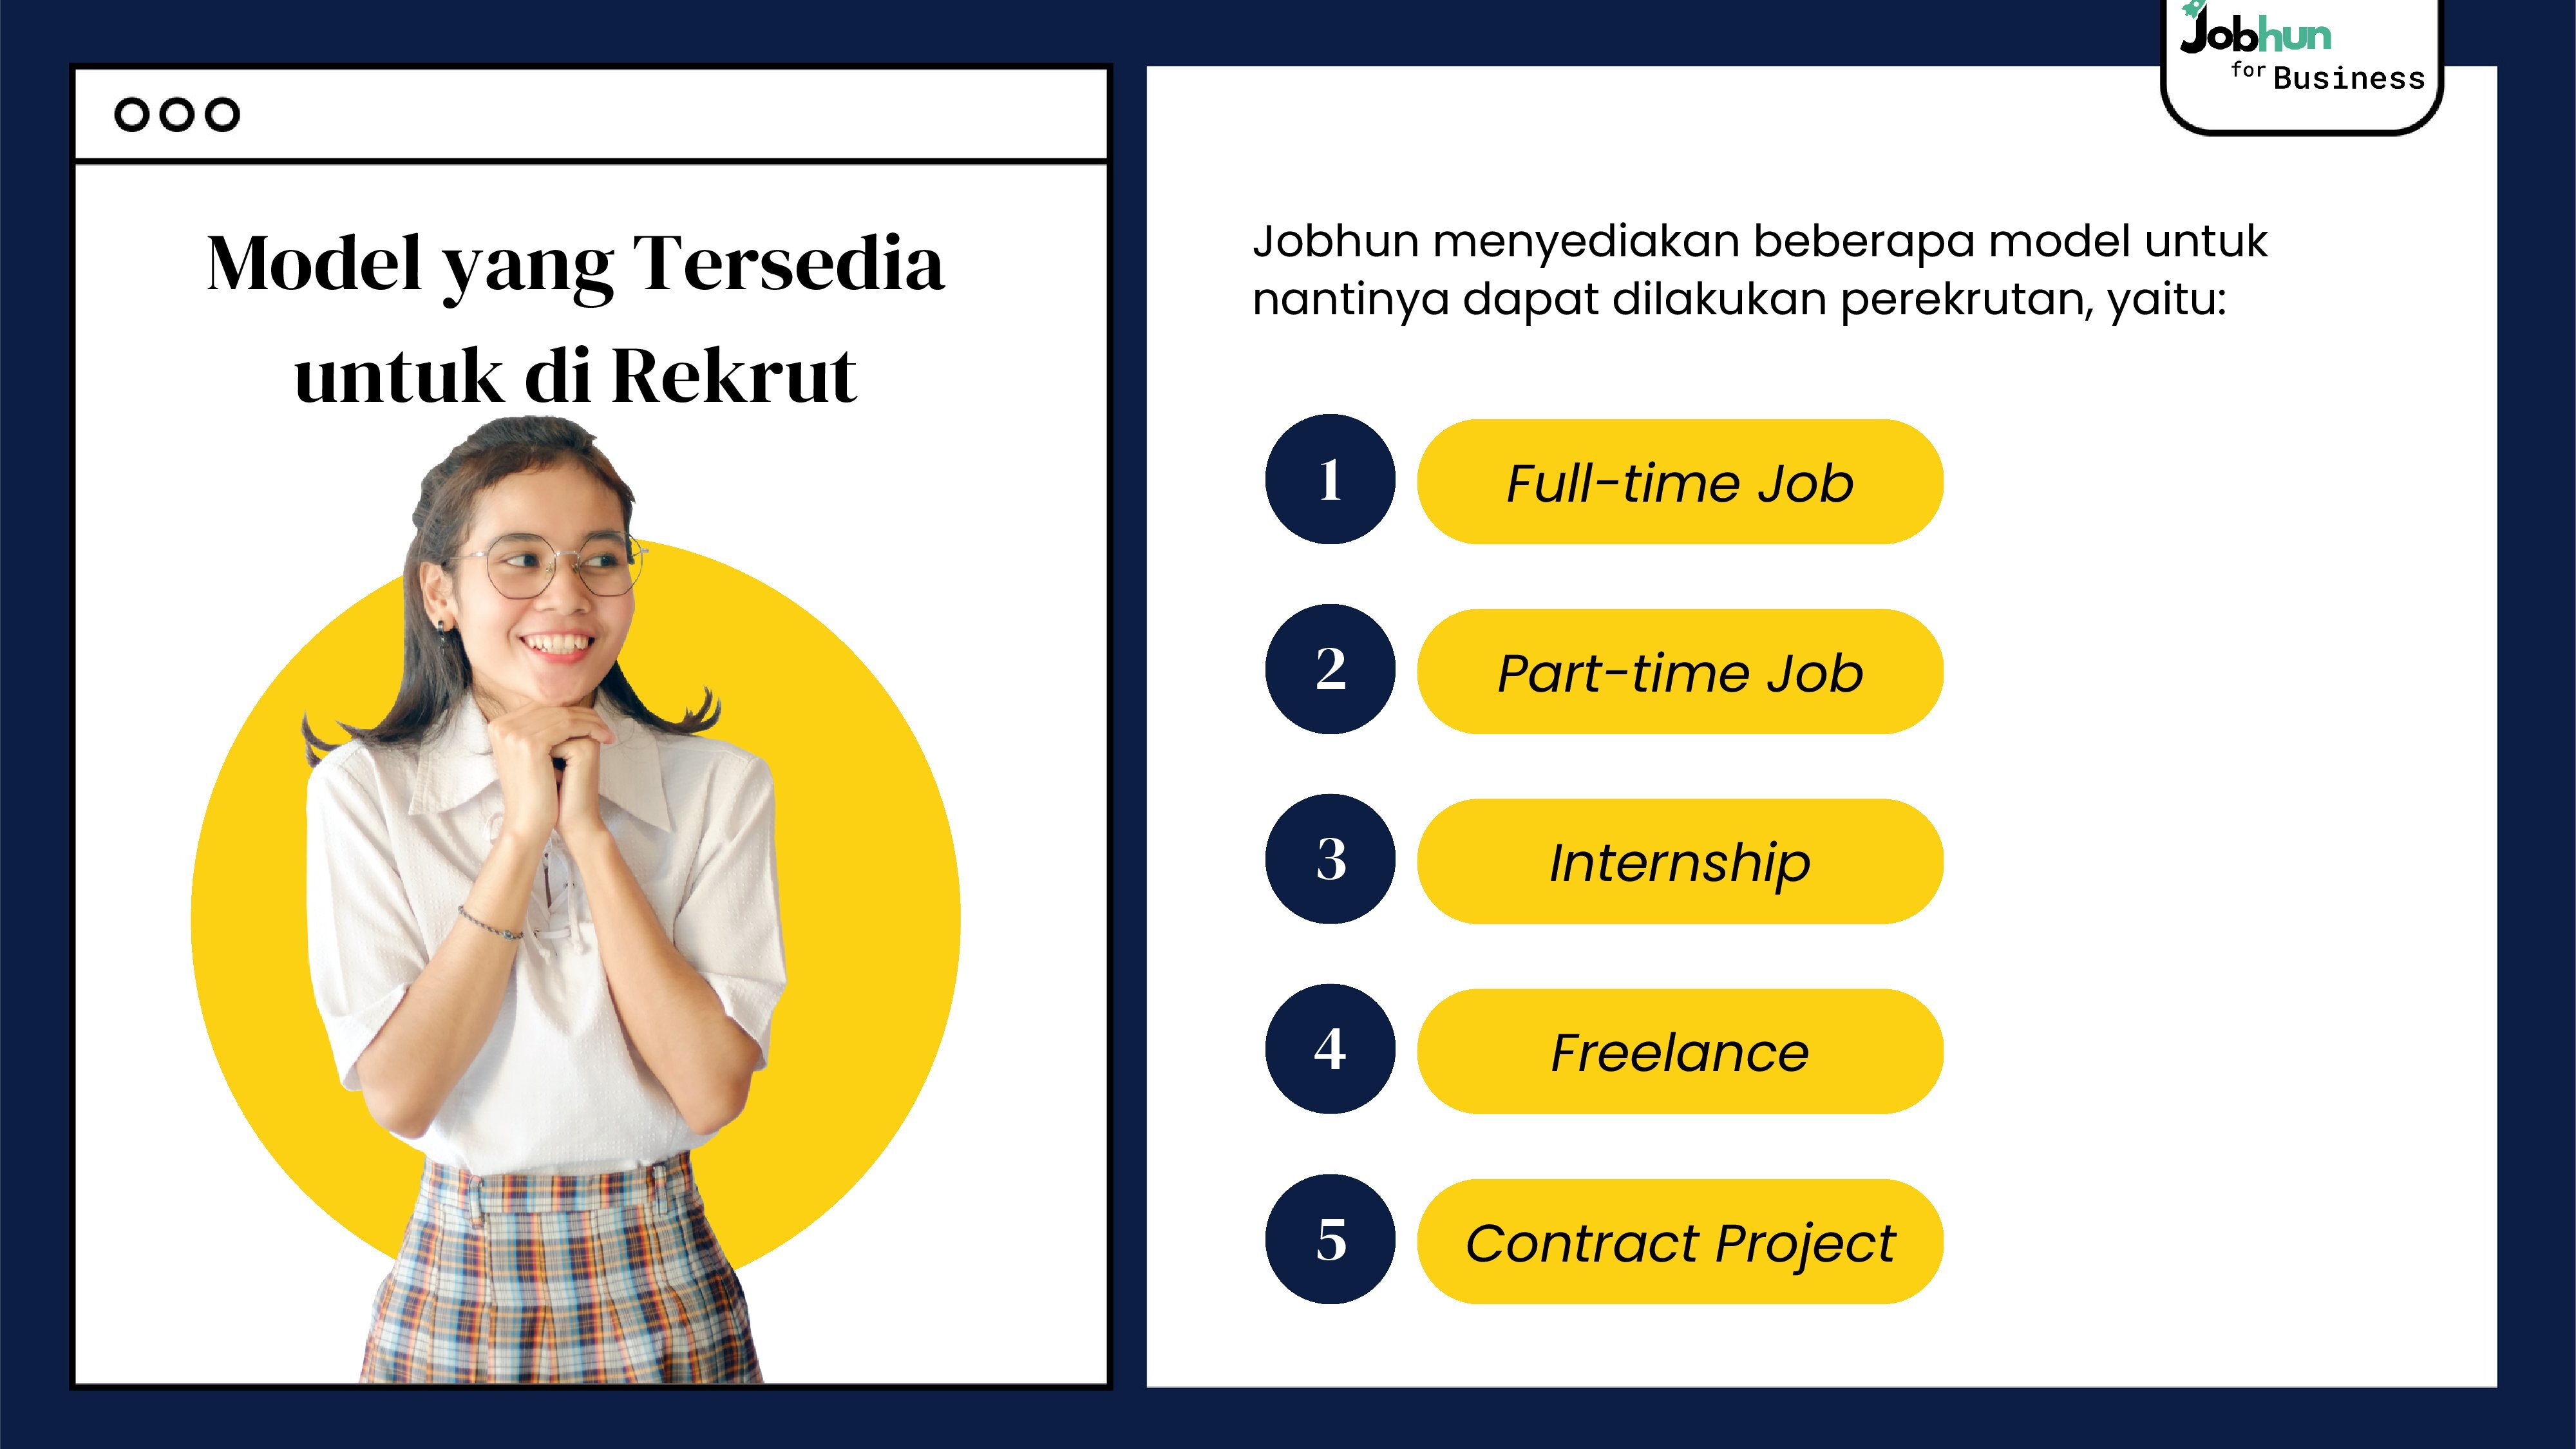 Jobhun
for Business
Model yang Tersedia
untuk di Rekrut
Jobhun menyediakan beberapa model untuk
nantinya dapat dilakukan perekrutan, yaitu:
1 Full-time Job
2 Part-time Job
3 Internship
4 Freelance
5 Contract Project